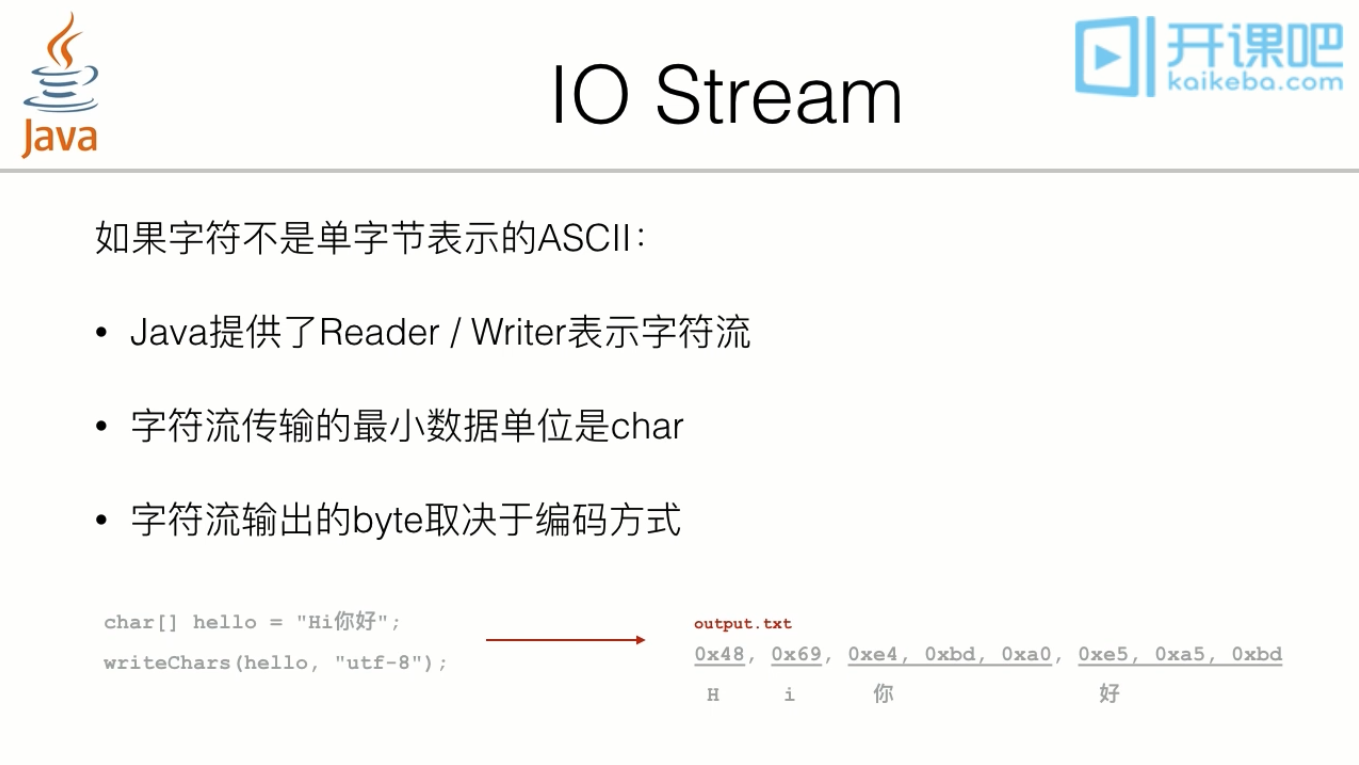 Java
IO Stream
开课吧
kaikeba.com
如果字符不是单字节表示的ASCII：
• Java提供了Reader / Writer表示字符流
• 字符流传输的最小数据单位是char
• 字符流输出的byte取决于编码方式
char[] hello = "Hi你好";
writeChars(hello, "utf-8");
output.txt
0x48, 0x69, 0xe4, 0xbd, 0xa0, 0xe5, 0xa5, 0xbd
H i 你 好